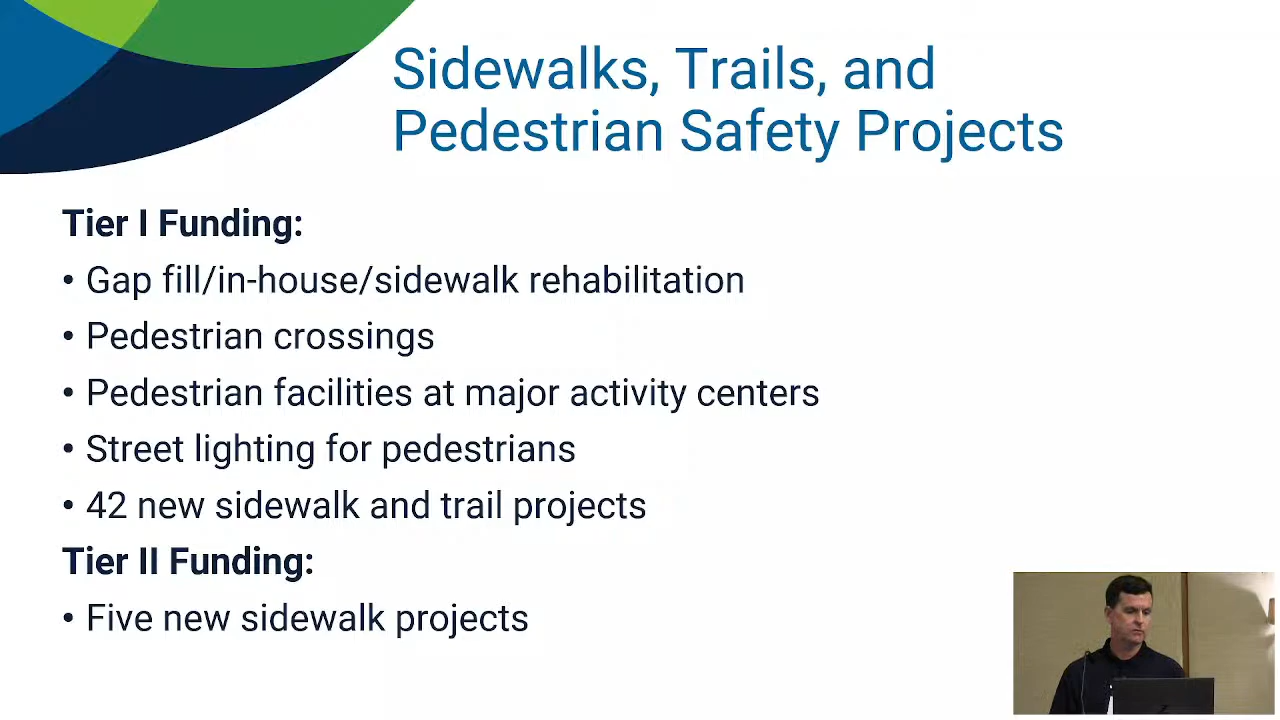 Sidewalks, Trails, and
Pedestrian Safety Projects
Tier I Funding:
• Gap fill/in-house/sidewalk rehabilitation
• Pedestrian crossings
• Pedestrian facilities at major activity centers
• Street lighting for pedestrians
• 42 new sidewalk and trail projects
Tier II Funding:
• Five new sidewalk projects